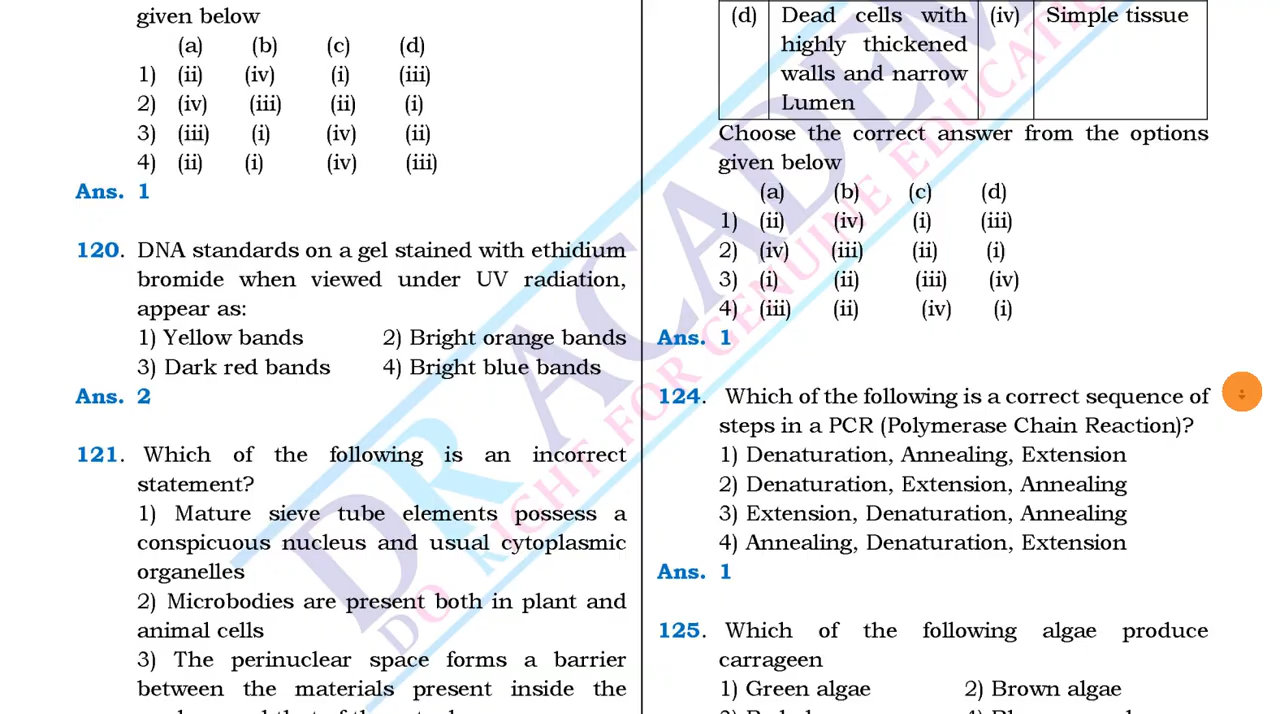 given below
(a) (b) (c) (d)
1) (ii) (iv) (i) (iii)
2) (iv) (iii) (ii) (i)
3) (iii) (i) (iv) (ii)
4) (ii) (i) (iv) (iii)
Ans. 1
120. DNA standards on a gel stained with ethidium
bromide when viewed under UV radiation,
appear as:
1) Yellow bands 2) Bright orange bands
3) Dark red bands 4) Bright blue bands
Ans. 2
121. Which of the following is an incorrect
statement?
1) Mature sieve tube elements possess a
conspicuous nucleus and usual cytoplasmic
organelles
2) Microbodies are present both in plant and
animal cells
3) The perinuclear space forms a barrier
between the materials present inside the
(d) Dead cells with (iv) Simple tissue
highly thickened
walls and narrow
Lumen
Choose the correct answer from the options
given below
(a) (b) (c) (d)
1) (ii) (iv) (i) (iii)
2) (iv) (iii) (ii) (i)
3) (i) (ii) (iii) (iv)
4) (iii) (ii) (iv) (i)
Ans. 1
124. Which of the following is a correct sequence of
steps in a PCR (Polymerase Chain Reaction)?
1) Denaturation, Annealing, Extension
2) Denaturation, Extension, Annealing
3) Extension, Denaturation, Annealing
4) Annealing, Denaturation, Extension
Ans. 1
125. Which of the following algae produce
carrageen
1) Green algae 2) Brown algae
DR ACADEM
DO RIGHT FOR GENUINE EDUCATI